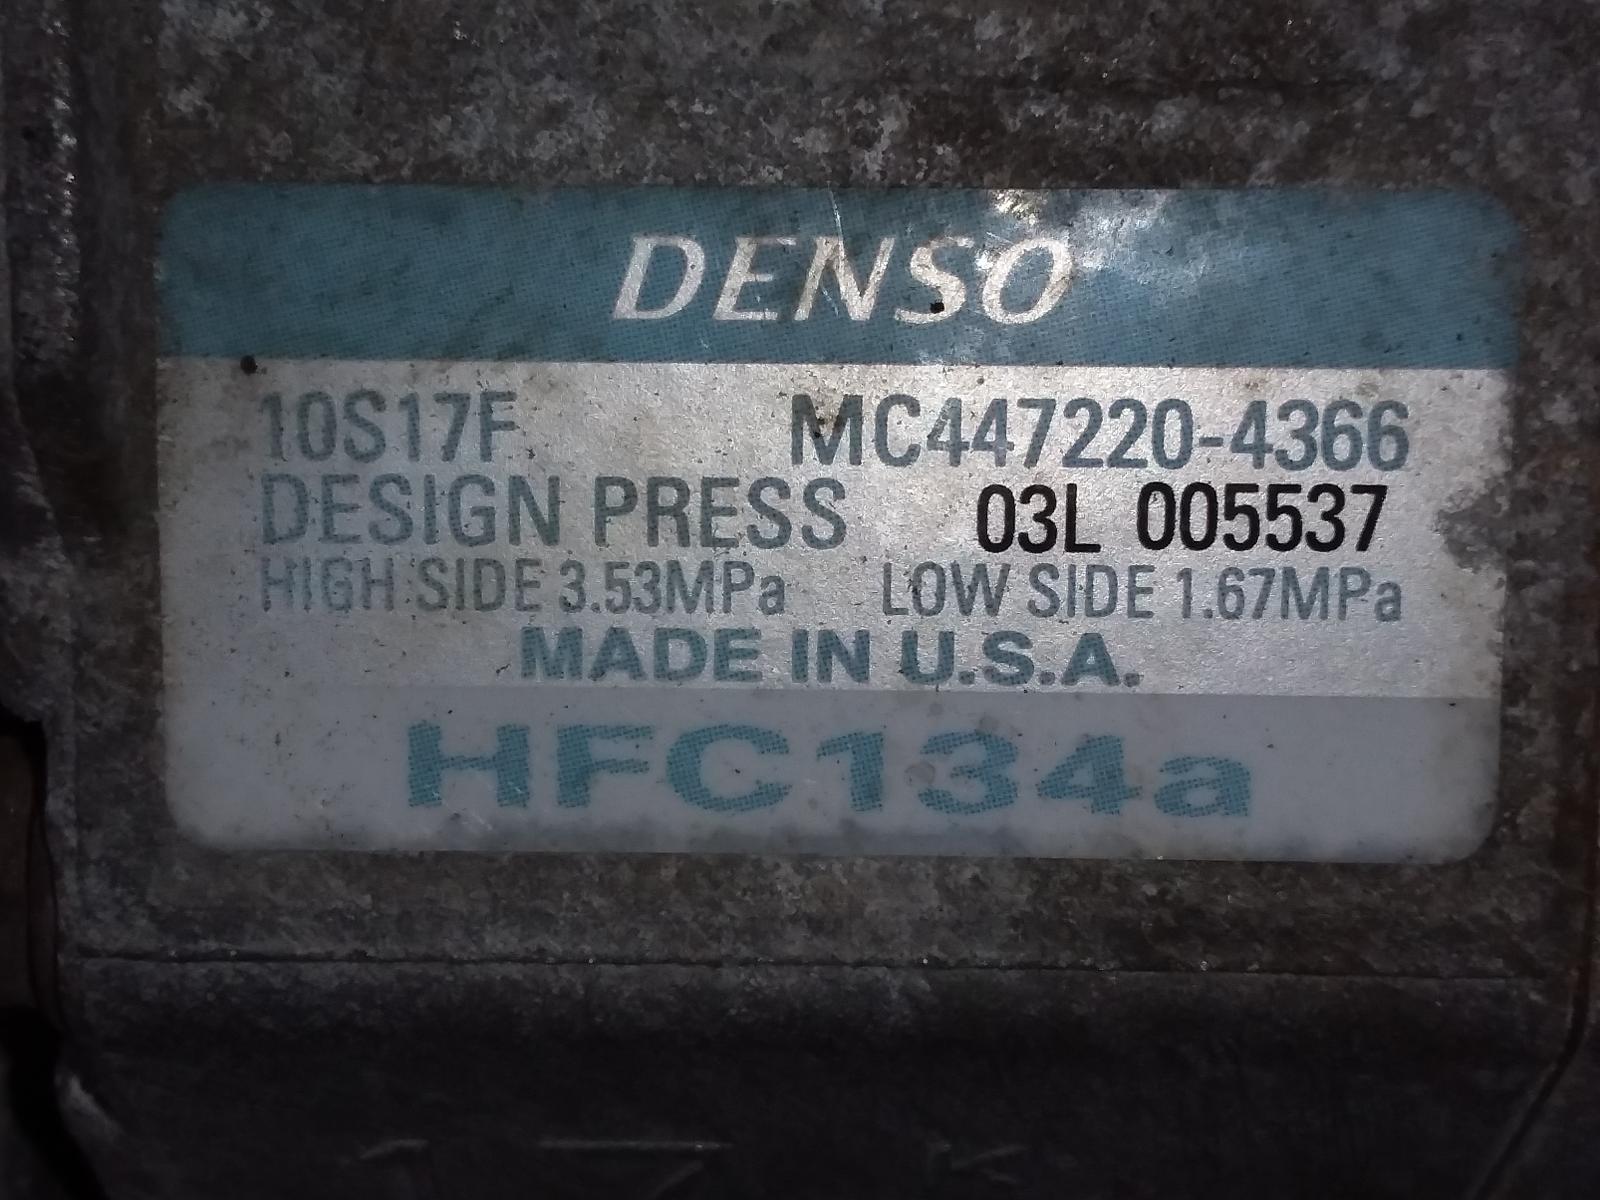 DENSO
10S17F MC447220-4366
DESIGN PRESS 03L 005537
HIGH SIDE 3.53MPa LOW SIDE 1.67MPa
MADE IN U.S.A.
HFC134a